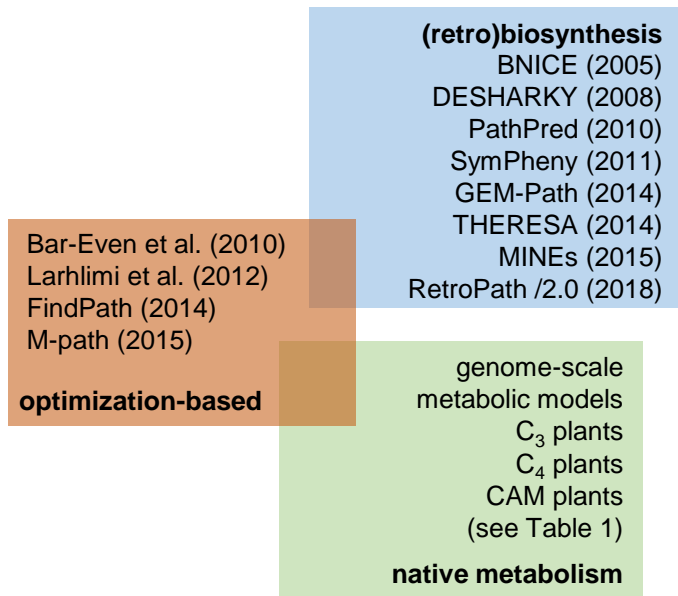 (retro)biosynthesis
BNICE (2005)
DESHARKY (2008)
PathPred (2010)
SymPheny (2011)
GEM-Path (2014)
THERESA (2014)
MINEs (2015)
RetroPath /2.0 (2018)
Bar-Even et al. (2010)
Larhlimi et al. (2012)
FindPath (2014)
M-path (2015)
optimization-based
genome-scale
metabolic models
C₃ plants
C₄ plants
CAM plants
(see Table 1)
native metabolism